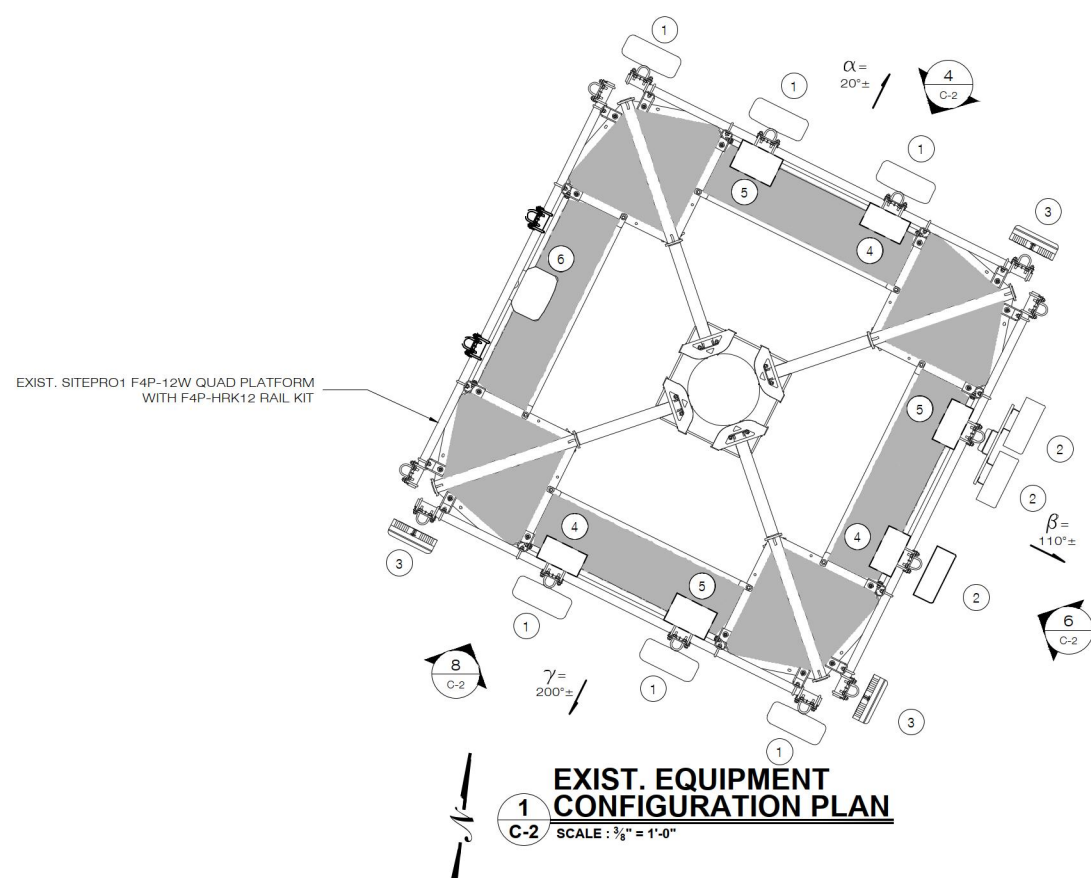 1
α=
20°±
4
C-2
1
1
3
5
4
6
EXIST. SITEPRO1 F4P-12W QUAD PLATFORM
WITH F4P-HRK12 RAIL KIT
5
2
2
β=
110°±
4
5
3
1
2
6
C-2
8
C-2
γ=
200°±
1
3
1
N
1
C-2
EXIST. EQUIPMENT
CONFIGURATION PLAN
SCALE : ⅜" = 1'-0"